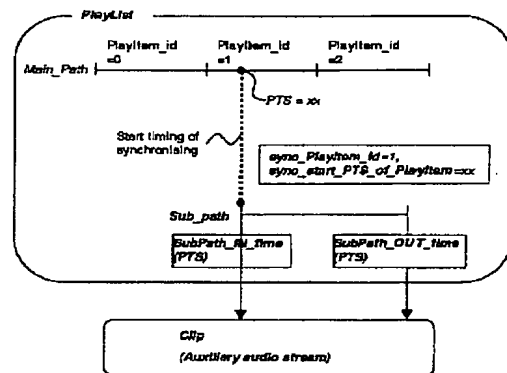 PlayList
PlayItem_id
=0
PlayItem_id
=1
PlayItem_id
=2
Main_Path
PTS = xx
Start timing of
synchronising
sync_PlayItem_id=1,
sync_start_PTS_of_PlayItem=xx
Sub_path
SubPath_IN_time
(PTS)
SubPath_OUT_time
(PTS)
Clip
(Auxiliary audio stream)